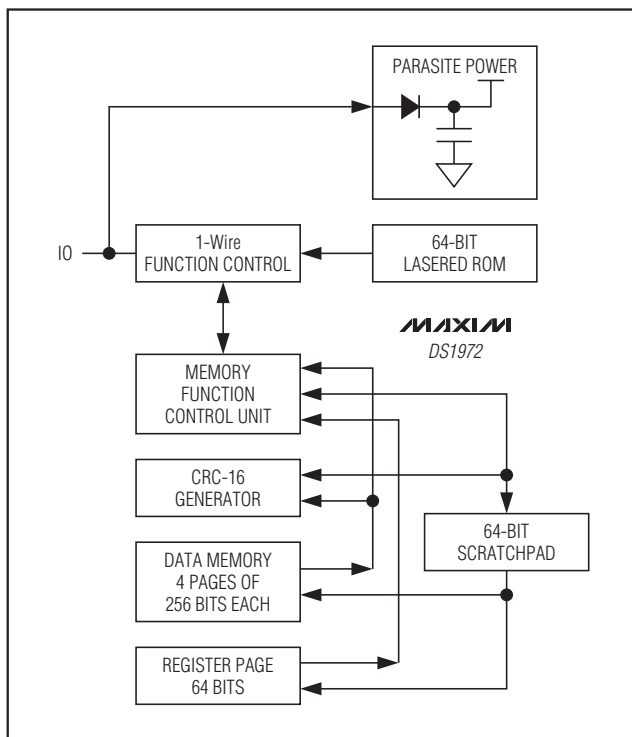 PARASITE POWER
IO
1-Wire
FUNCTION CONTROL
64-BIT
LASERED ROM
MAXIM
DS1972
MEMORY
FUNCTION
CONTROL UNIT
CRC-16
GENERATOR
64-BIT
SCRATCHPAD
DATA MEMORY
4 PAGES OF
256 BITS EACH
REGISTER PAGE
64 BITS